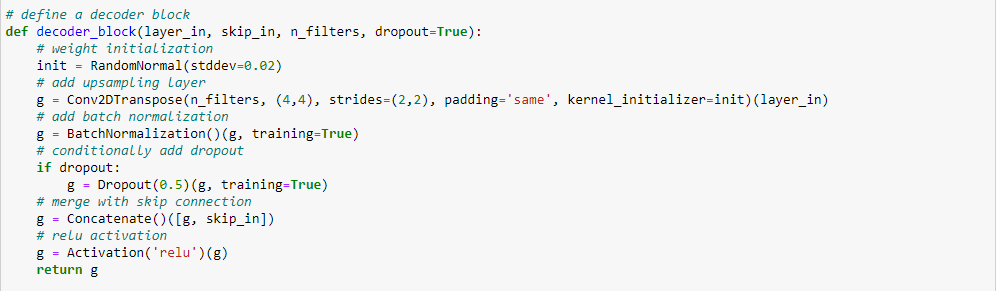 # define a decoder block
def decoder_block(layer_in, skip_in, n_filters, dropout=True):
    # weight initialization
    init = RandomNormal(stddev=0.02)
    # add upsampling layer
    g = Conv2DTranspose(n_filters, (4,4), strides=(2,2), padding='same', kernel_initializer=init)(layer_in)
    # add batch normalization
    g = BatchNormalization()(g, training=True)
    # conditionally add dropout
    if dropout:
        g = Dropout(0.5)(g, training=True)
    # merge with skip connection
    g = Concatenate()([g, skip_in])
    # relu activation
    g = Activation('relu')(g)
    return g